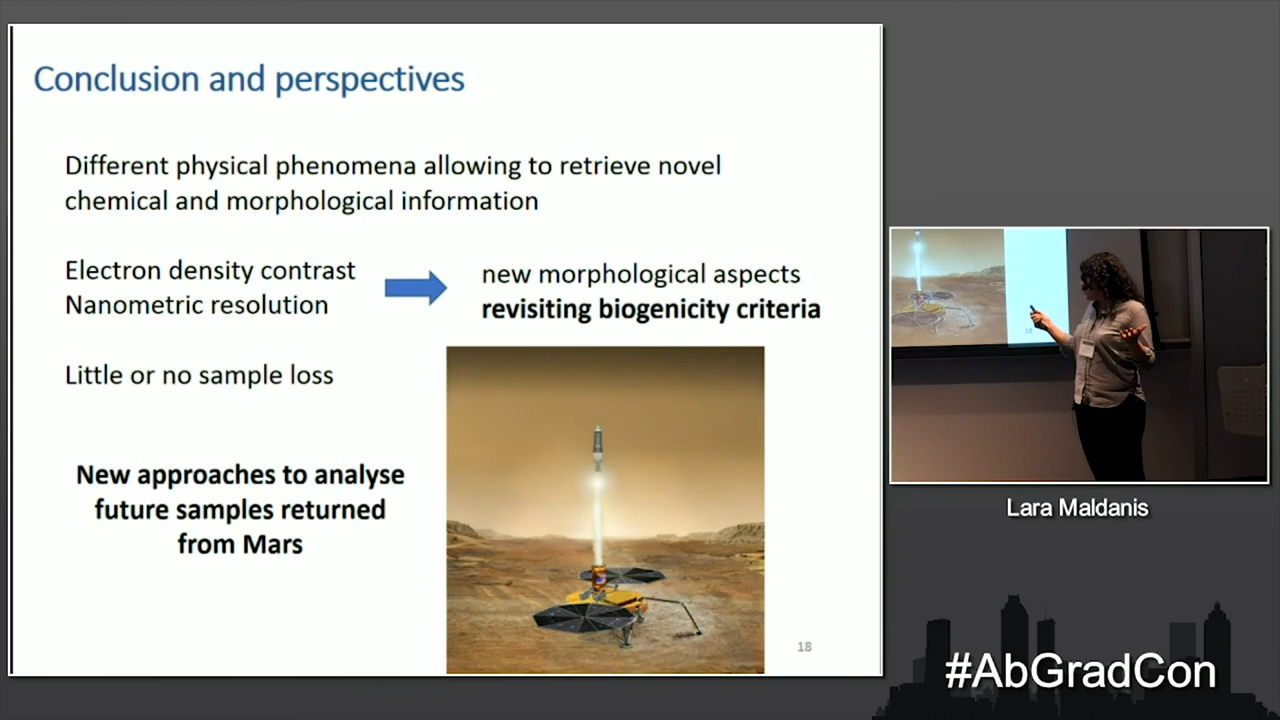 Conclusion and perspectives
Different physical phenomena allowing to retrieve novel
chemical and morphological information
Electron density contrast
Nanometric resolution
new morphological aspects
revisiting biogenicity criteria
Little or no sample loss
New approaches to analyse
future samples returned
from Mars
18
18
Lara Maldanis
#AbGradCon